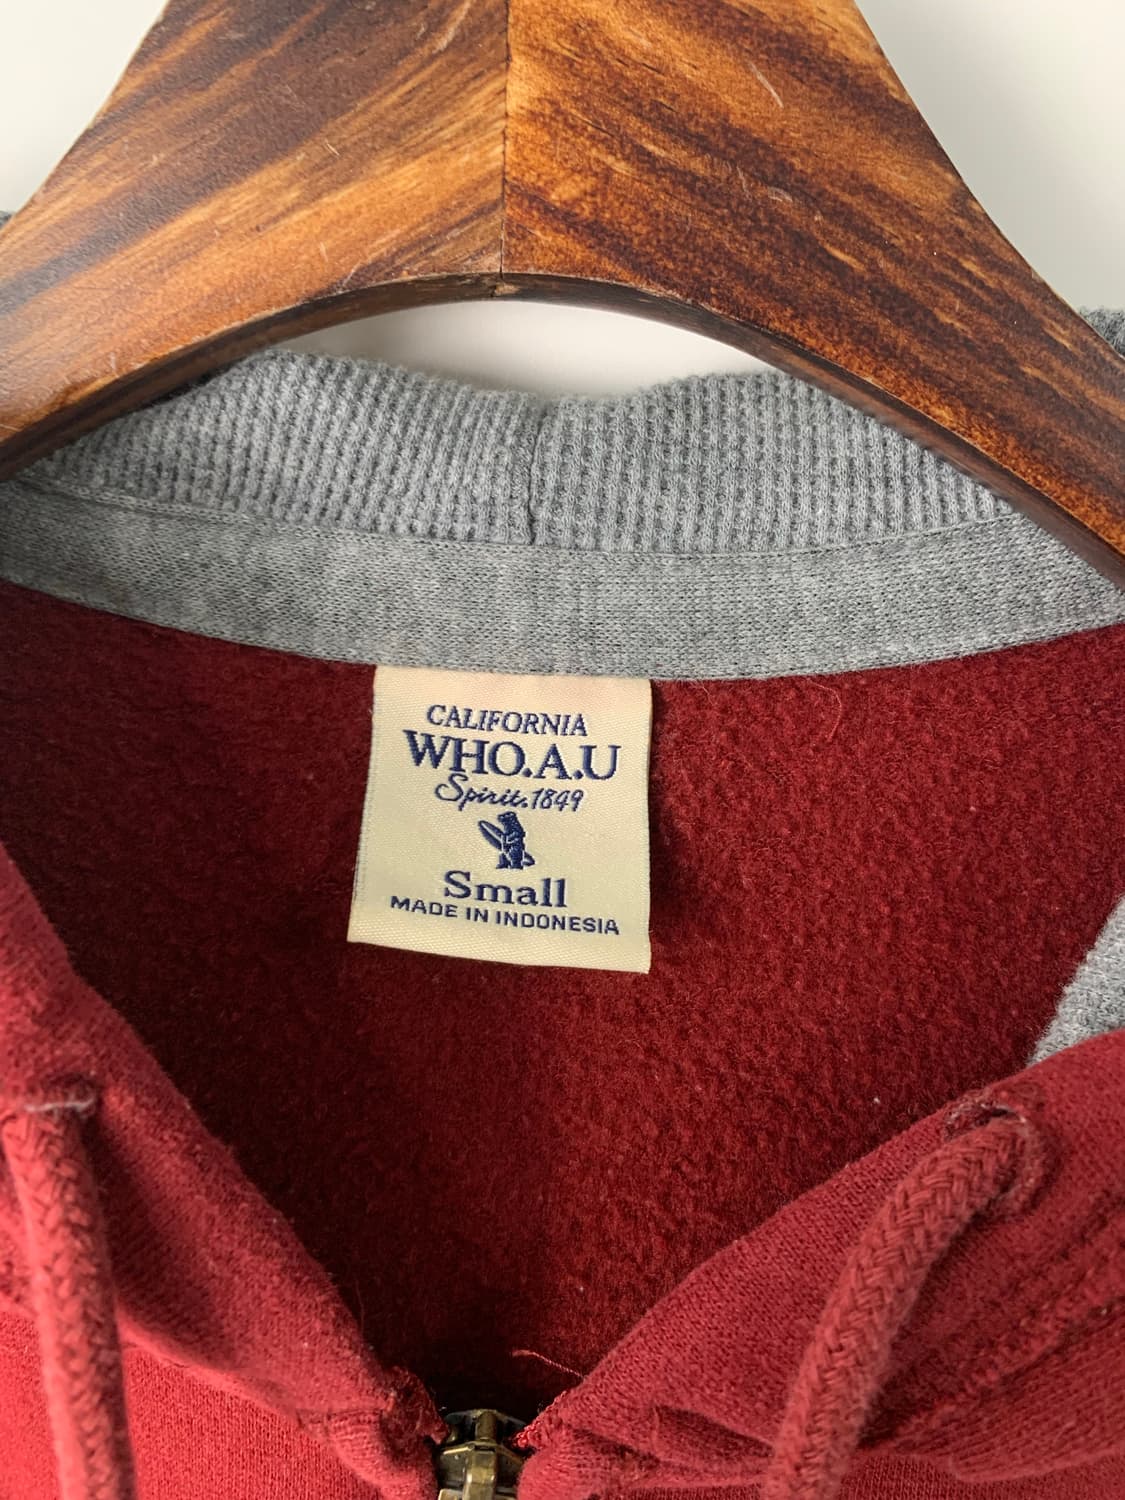 CALIFORNIA
WHO.A.U
Spirit.1849
Small
MADE IN INDONESIA